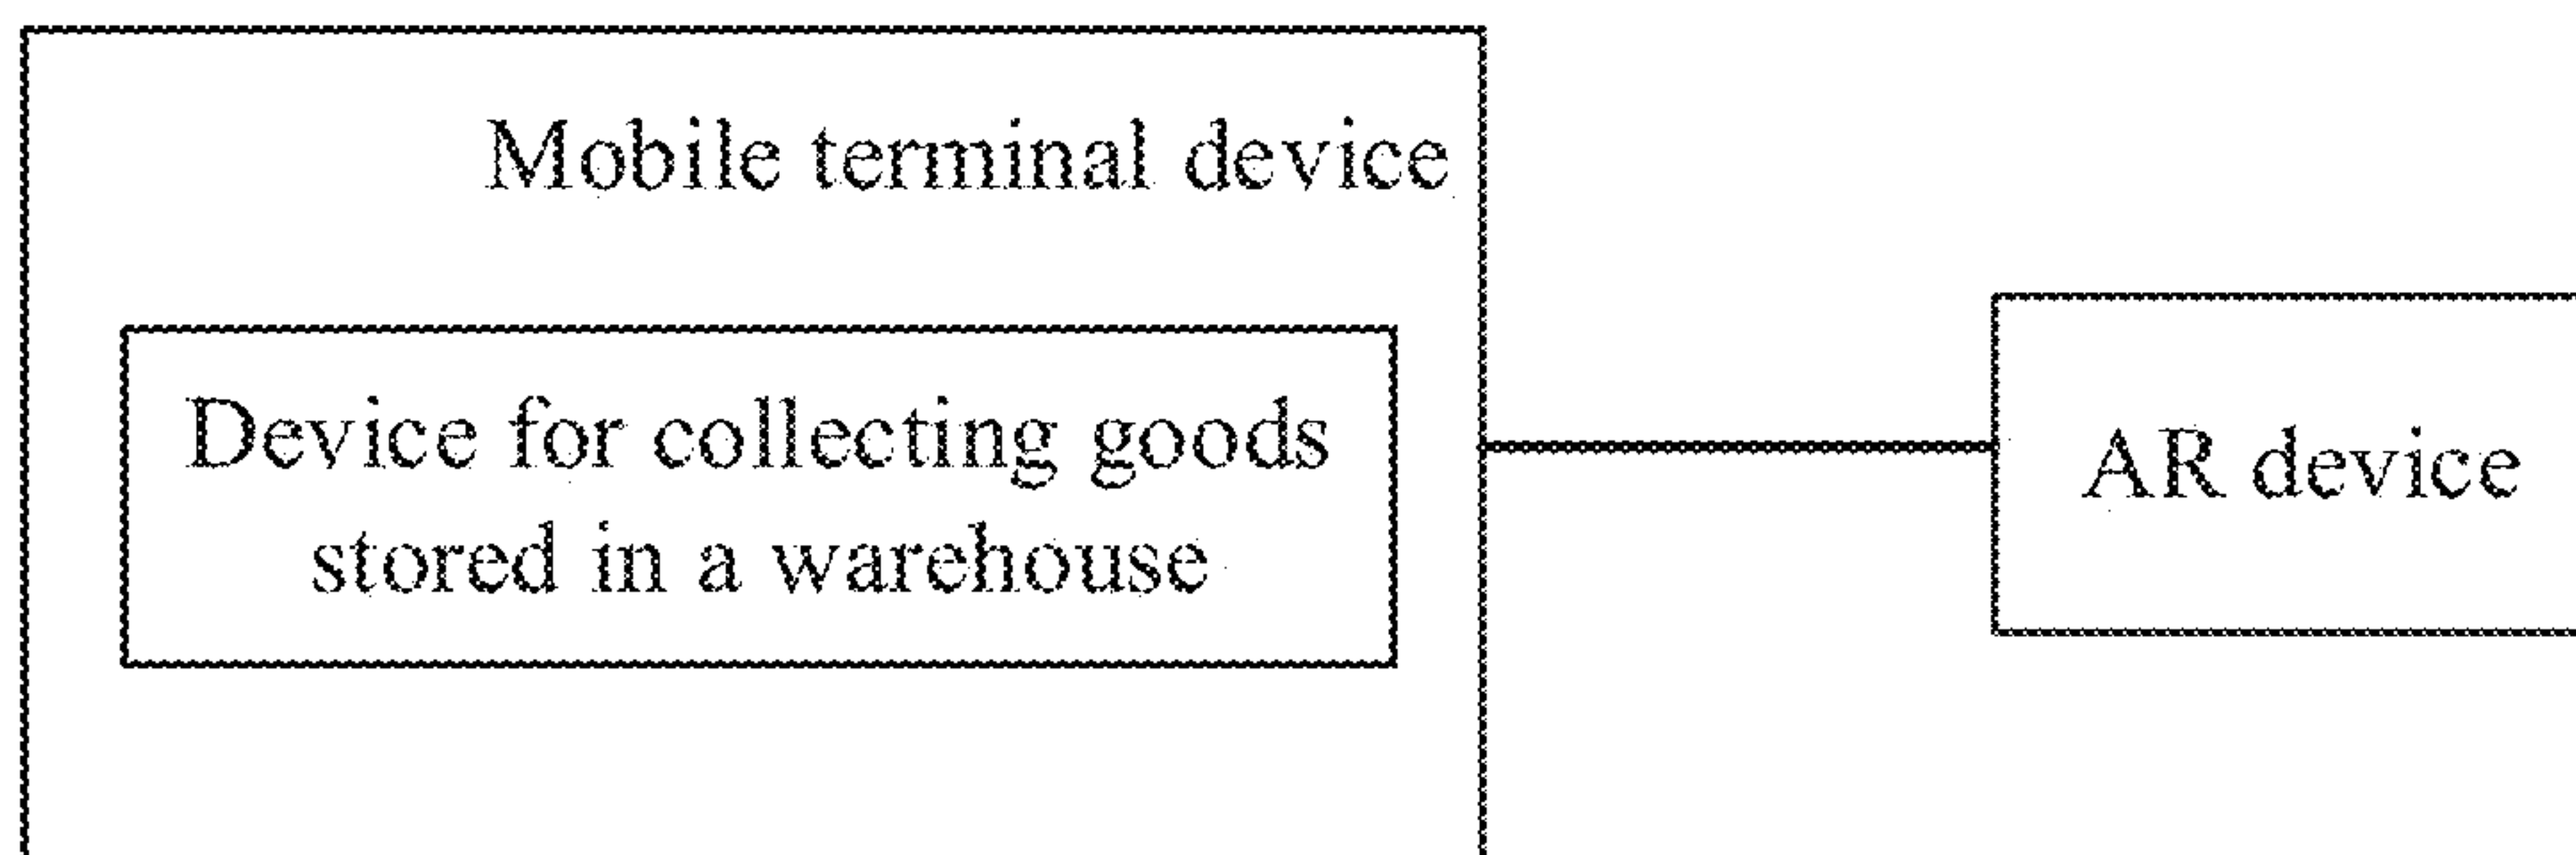 Mobile terminal device
Device for collecting goods
stored in a warehouse
AR device